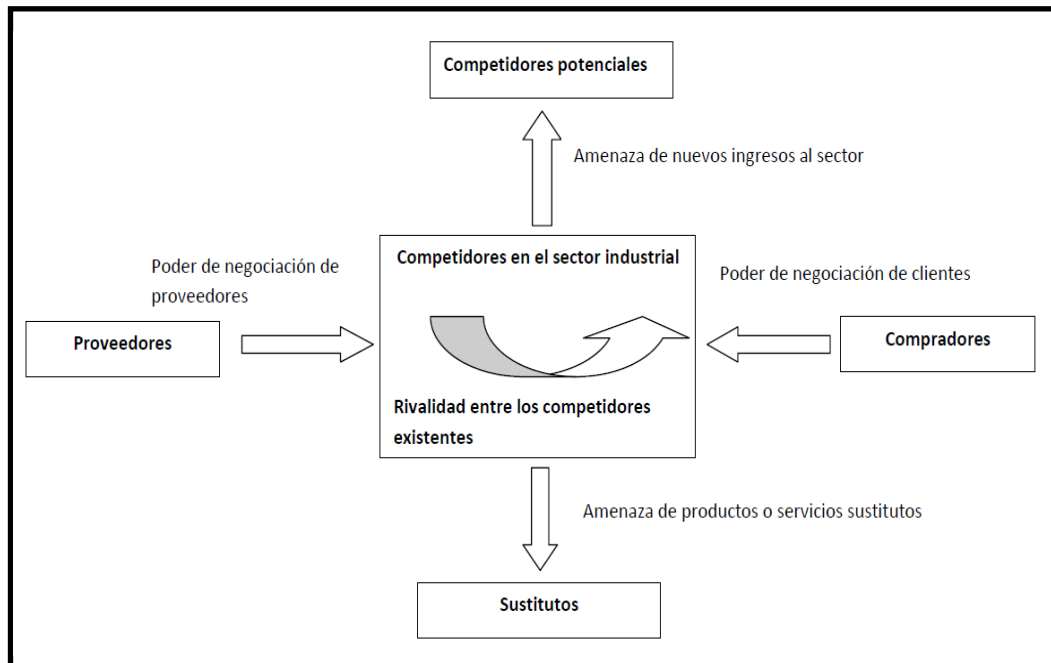 Competidores potenciales
Amenaza de nuevos ingresos al sector
Competidores en el sector industrial
Poder de negociación de
proveedores
Poder de negociación de clientes
Proveedores
Compradores
Rivalidad entre los competidores
existentes
Amenaza de productos o servicios sustitutos
Sustitutos